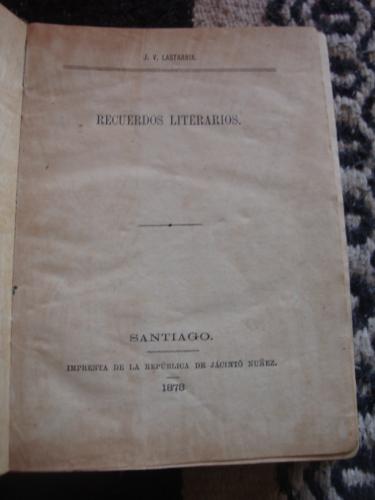 J. V. LASTARRIA.
RECUERDOS LITERARIOS.
SANTIAGO.
IMPRENTA DE LA REPÚBLICA DE JACINTO NUÑEZ.
1878